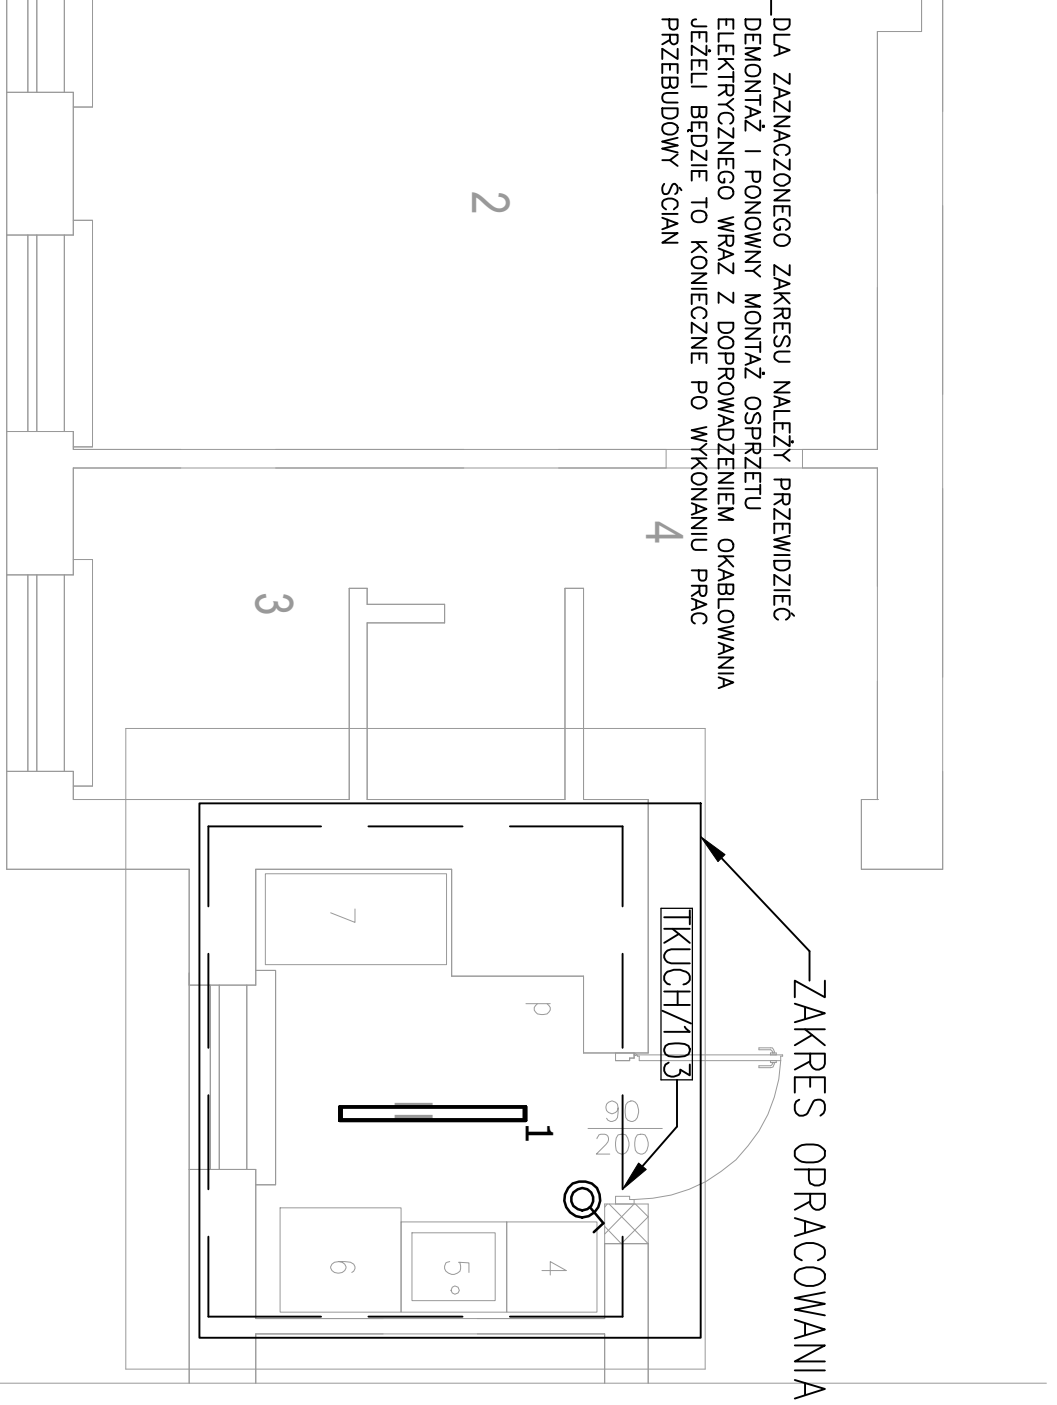 DLA ZAZNACZONEGO ZAKRESU NALEŻY PRZEWIDZIEĆ
DEMONTAŻ I PONOWNY MONTAŻ OSPRZETU
ELEKTRYCZNEGO WRAZ Z DOPROWADZENIEM OKABLOWANIA
JEŻELI BĘDZIE TO KONIECZNE PO WYKONANIU PRAC
PRZEBUDOWY ŚCIAN
2
4
3
ZAKRES OPRACOWANIA
TKUCH/103
7
p
90
200
1
6
5
4